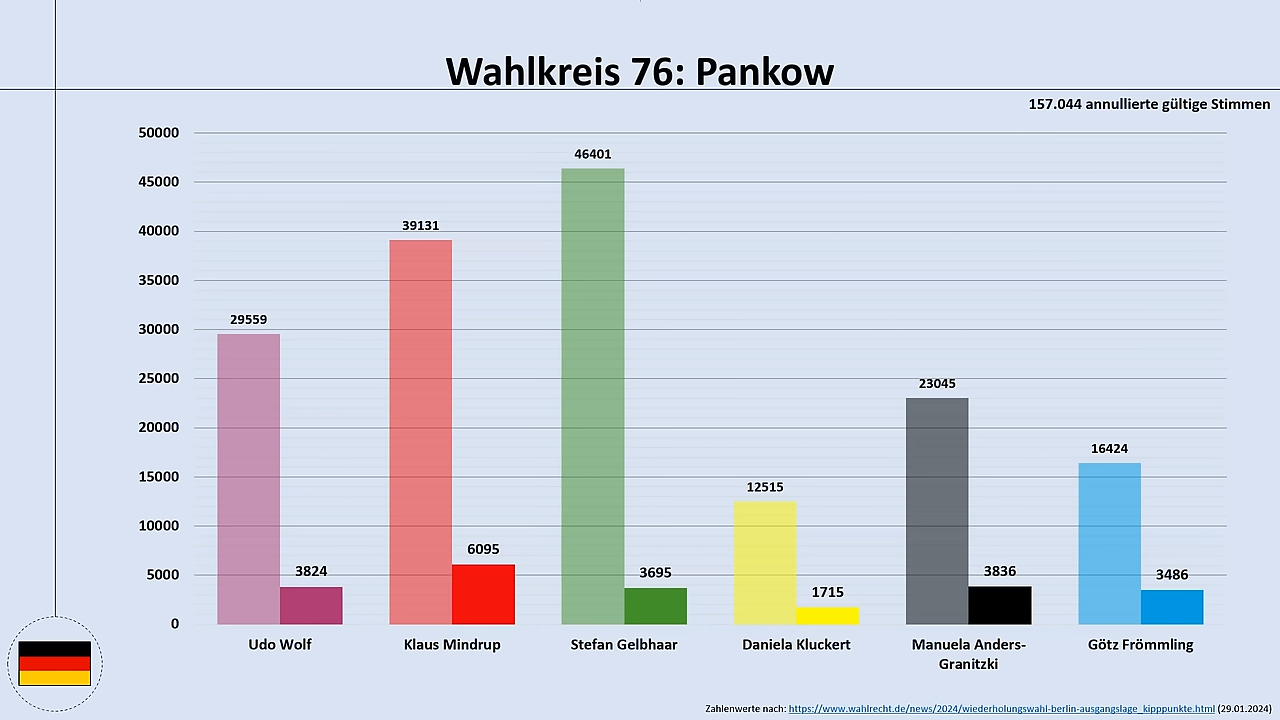 Wahlkreis 76: Pankow
157.044 annullierte gültige Stimmen
50000
45000
40000
35000
30000
25000
20000
15000
10000
5000
0
29559
3824
39131
6095
46401
3695
12515
1715
23045
3836
16424
3486
Udo Wolf
Klaus Mindrup
Stefan Gelbhaar
Daniela Kluckert
Manuela Anders-
Granitzki
Götz Frömmling
Zahlenwerte nach: https://www.wahlrecht.de/news/2024/wiederholungswahl-berlin-ausgangslage_kipppunkte.html (29.01.2024)